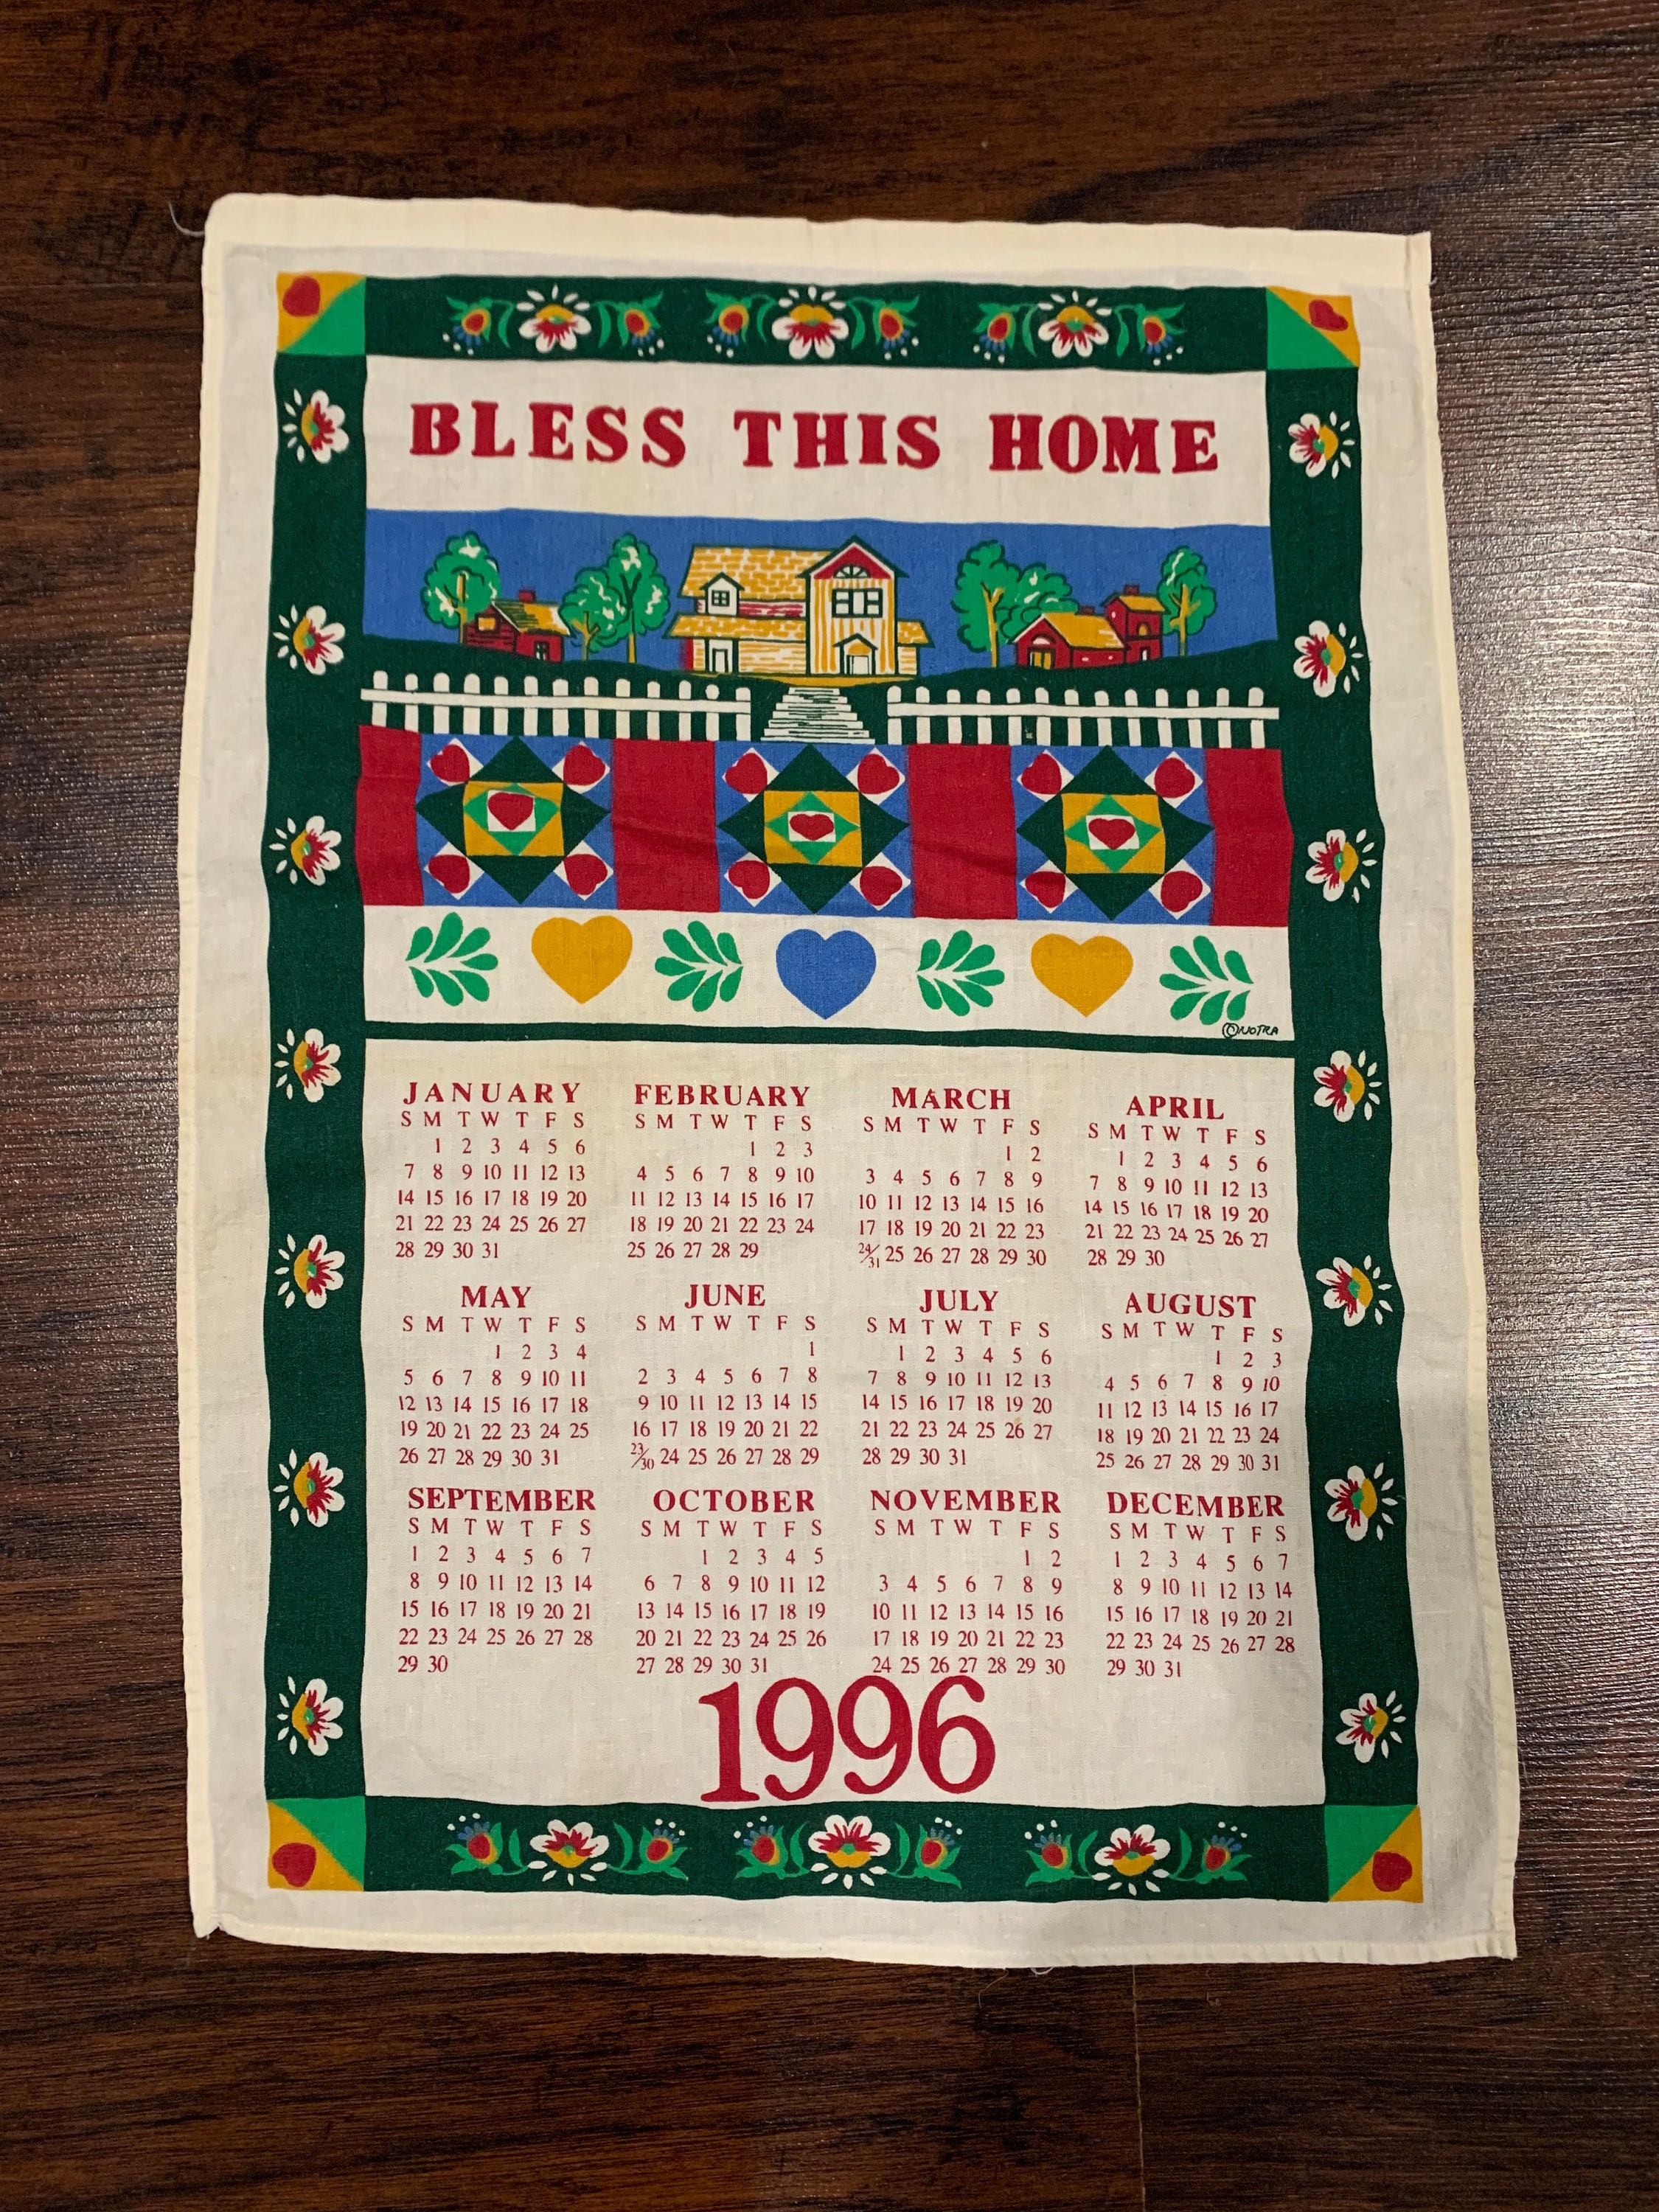 BLESS THIS HOME
©NOTRA
JANUARY
S M T W T F S
1 2 3 4 5 6
7 8 9 10 11 12 13
14 15 16 17 18 19 20
21 22 23 24 25 26 27
28 29 30 31
FEBRUARY
S M T W T F S
1 2 3
4 5 6 7 8 9 10
11 12 13 14 15 16 17
18 19 20 21 22 23 24
25 26 27 28 29
MARCH
S M T W T F S
1 2
3 4 5 6 7 8 9
10 11 12 13 14 15 16
17 18 19 20 21 22 23
24/31 25 26 27 28 29 30
APRIL
S M T W T F S
1 2 3 4 5 6
7 8 9 10 11 12 13
14 15 16 17 18 19 20
21 22 23 24 25 26 27
28 29 30
MAY
S M T W T F S
1 2 3 4
5 6 7 8 9 10 11
12 13 14 15 16 17 18
19 20 21 22 23 24 25
26 27 28 29 30 31
JUNE
S M T W T F S
1
2 3 4 5 6 7 8
9 10 11 12 13 14 15
16 17 18 19 20 21 22
23/30 24 25 26 27 28 29
JULY
S M T W T F S
1 2 3 4 5 6
7 8 9 10 11 12 13
14 15 16 17 18 19 20
21 22 23 24 25 26 27
28 29 30 31
AUGUST
S M T W T F S
1 2 3
4 5 6 7 8 9 10
11 12 13 14 15 16 17
18 19 20 21 22 23 24
25 26 27 28 29 30 31
SEPTEMBER
S M T W T F S
1 2 3 4 5 6 7
8 9 10 11 12 13 14
15 16 17 18 19 20 21
22 23 24 25 26 27 28
29 30
OCTOBER
S M T W T F S
1 2 3 4 5
6 7 8 9 10 11 12
13 14 15 16 17 18 19
20 21 22 23 24 25 26
27 28 29 30 31
NOVEMBER
S M T W T F S
1 2
3 4 5 6 7 8 9
10 11 12 13 14 15 16
17 18 19 20 21 22 23
24 25 26 27 28 29 30
DECEMBER
S M T W T F S
1 2 3 4 5 6 7
8 9 10 11 12 13 14
15 16 17 18 19 20 21
22 23 24 25 26 27 28
29 30 31
1996